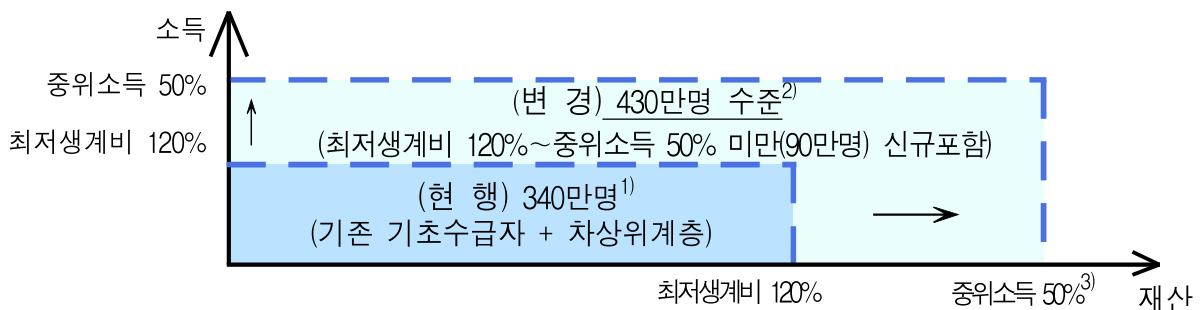 소득
중위소득 50%
(변 경) 430만명 수준2)
최저생계비 120%
(최저생계비 120%~중위소득 50% 미만(90만명) 신규포함)
(현 행) 340만명1)
(기존 기초수급자 + 차상위계층)
최저생계비 120%
중위소득 50%3)
재산